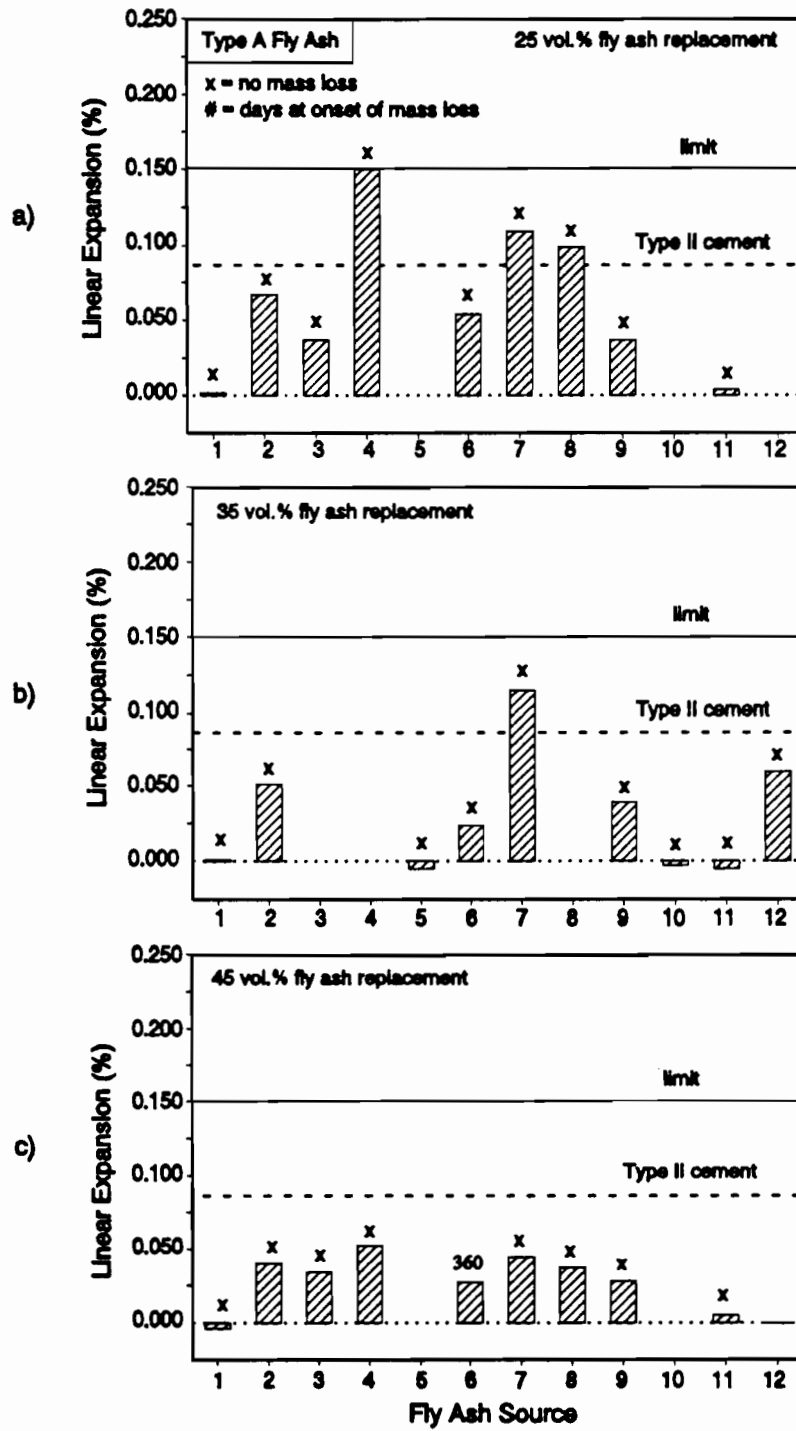 a)
Linear Expansion (%)
0.250
0.200
0.150
0.100
0.050
0.000
Type A Fly Ash
25 vol.% fly ash replacement
x = no mass loss
# = days at onset of mass loss
limit
Type II cement
x x x x x x x x x
1 2 3 4 5 6 7 8 9 10 11 12
b)
Linear Expansion (%)
0.250
0.200
0.150
0.100
0.050
0.000
35 vol.% fly ash replacement
limit
Type II cement
x x x x x x x x x
1 2 3 4 5 6 7 8 9 10 11 12
c)
Linear Expansion (%)
0.250
0.200
0.150
0.100
0.050
0.000
45 vol.% fly ash replacement
limit
Type II cement
x x x x 360 x x x x
1 2 3 4 5 6 7 8 9 10 11 12
Fly Ash Source